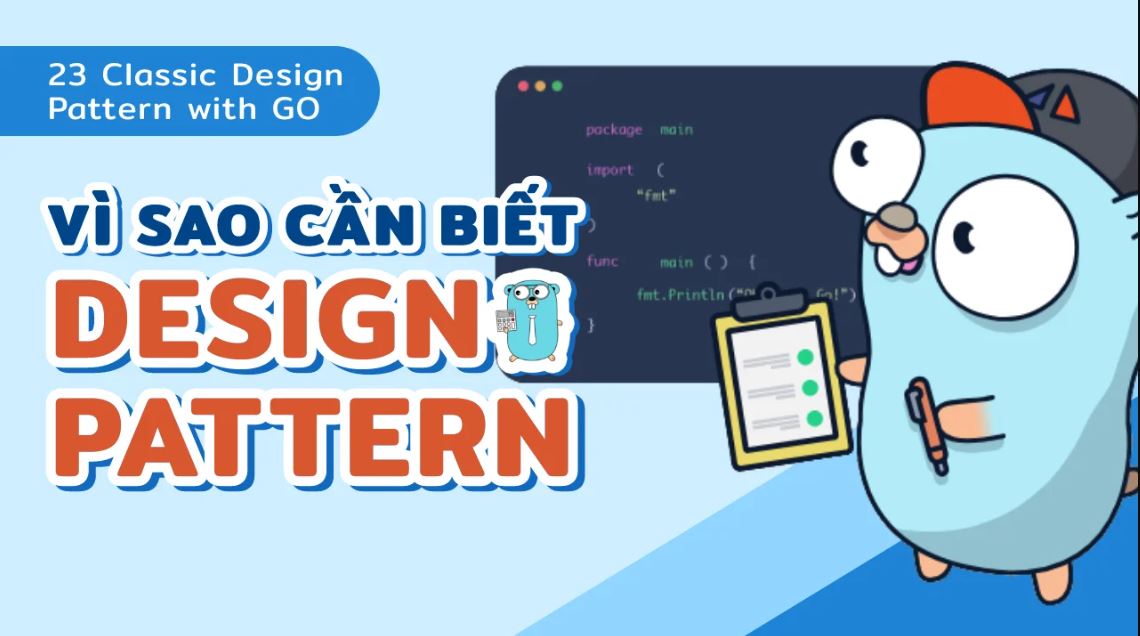 23 Classic Design
Pattern with GO
VÌ SAO CẦN BIẾT
DESIGN
PATTERN
package main
import (
"fmt"
)
func main ( ) {
fmt.Println("O Go!")
}